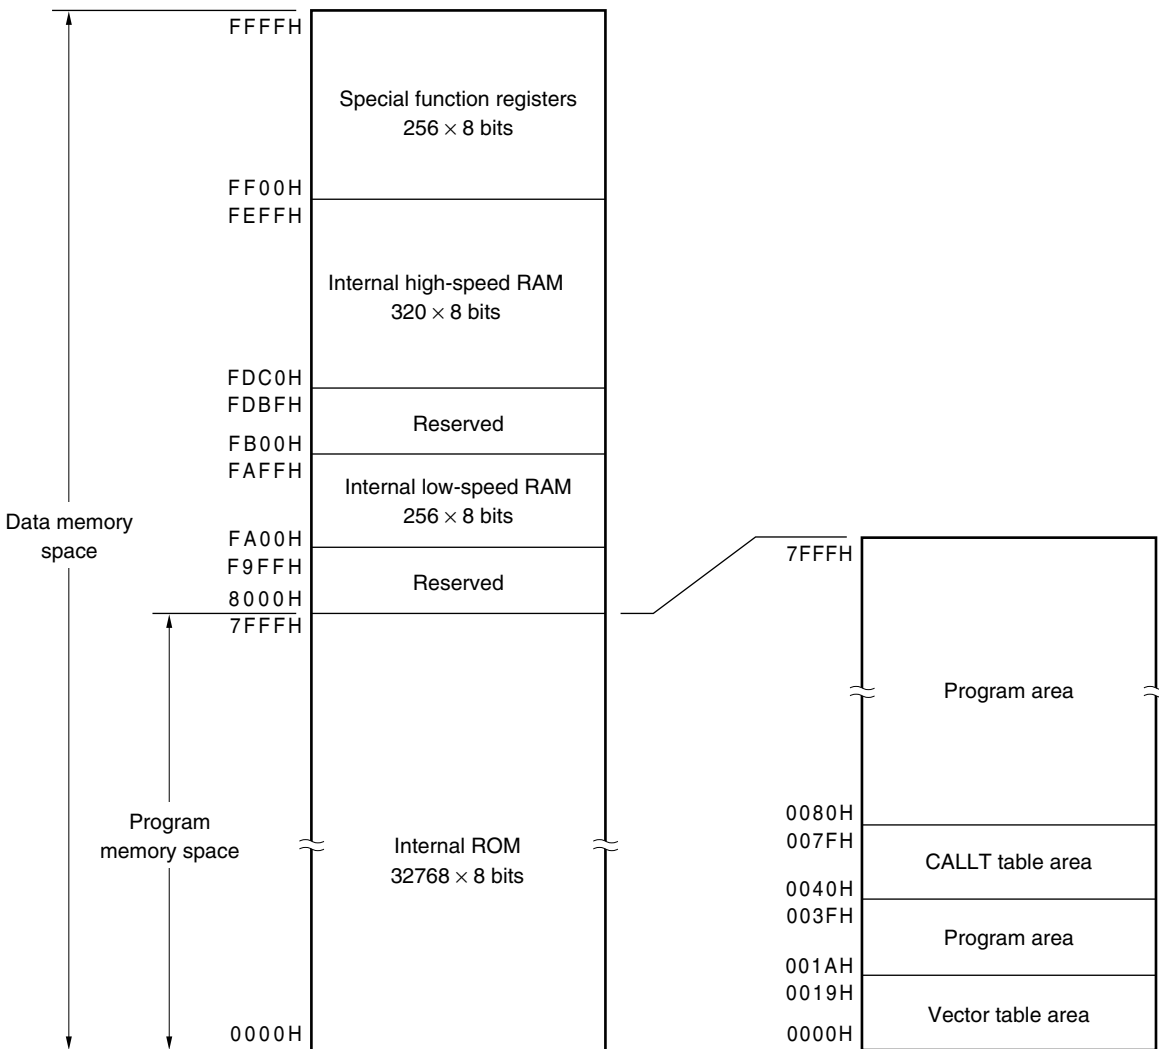 FFFFH
Special function registers
256 × 8 bits
FF00H
FEFFH
Internal high-speed RAM
320 × 8 bits
FDC0H
FDBFH
Reserved
FB00H
FAFFH
Internal low-speed RAM
256 × 8 bits
Data memory
space
FA00H
F9FFH
Reserved
8000H
7FFFH
Program
memory space
Internal ROM
32768 × 8 bits
0000H
7FFFH
Program area
0080H
007FH
CALLT table area
0040H
003FH
Program area
001AH
0019H
Vector table area
0000H